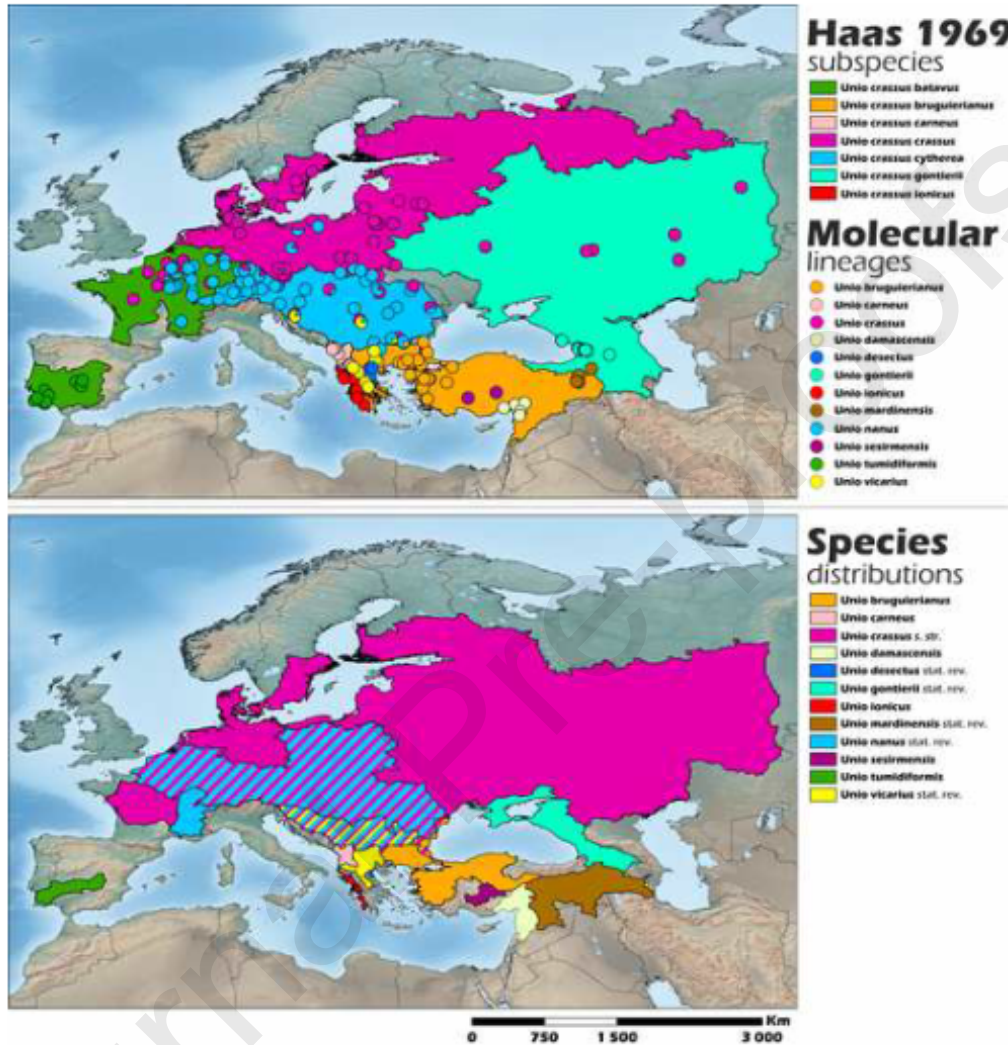 Haas 1969
subspecies
Unio crassus batavus
Unio crassus bruguierianus
Unio crassus carneus
Unio crassus crassus
Unio crassus cytherea
Unio crassus gontierii
Unio crassus ionicus
Molecular
lineages
Unio bruguierianus
Unio carneus
Unio crassus
Unio damascensis
Unio desectus
Unio gontierii
Unio ionicus
Unio mardinensis
Unio nanus
Unio sesirmensis
Unio tumidiformis
Unio vicarius
Species
distributions
Unio bruguierianus
Unio carneus
Unio crassus s. str.
Unio damascensis
Unio desectus stat. rev.
Unio gontierii stat. rev.
Unio ionicus
Unio mardinensis stat. rev.
Unio nanus stat. rev.
Unio sesirmensis
Unio tumidiformis
Unio vicarius stat. rev.
Km
0 750 1 500 3 000